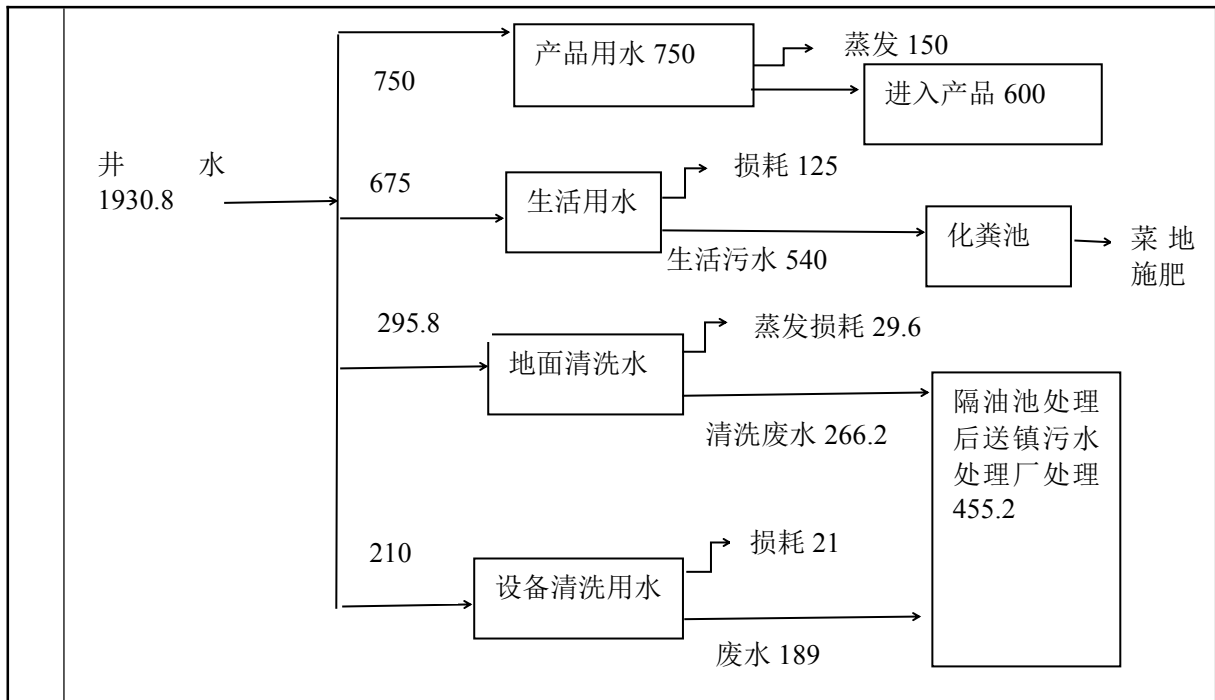 产品用水 750
蒸发 150
750
进入产品 600
井 水
1930.8
675
损耗 125
生活用水
化粪池
菜 地
施肥
生活污水 540
295.8
蒸发损耗 29.6
地面清洗水
隔油池处理
后送镇污水
处理厂处理
455.2
清洗废水 266.2
210
损耗 21
设备清洗用水
废水 189